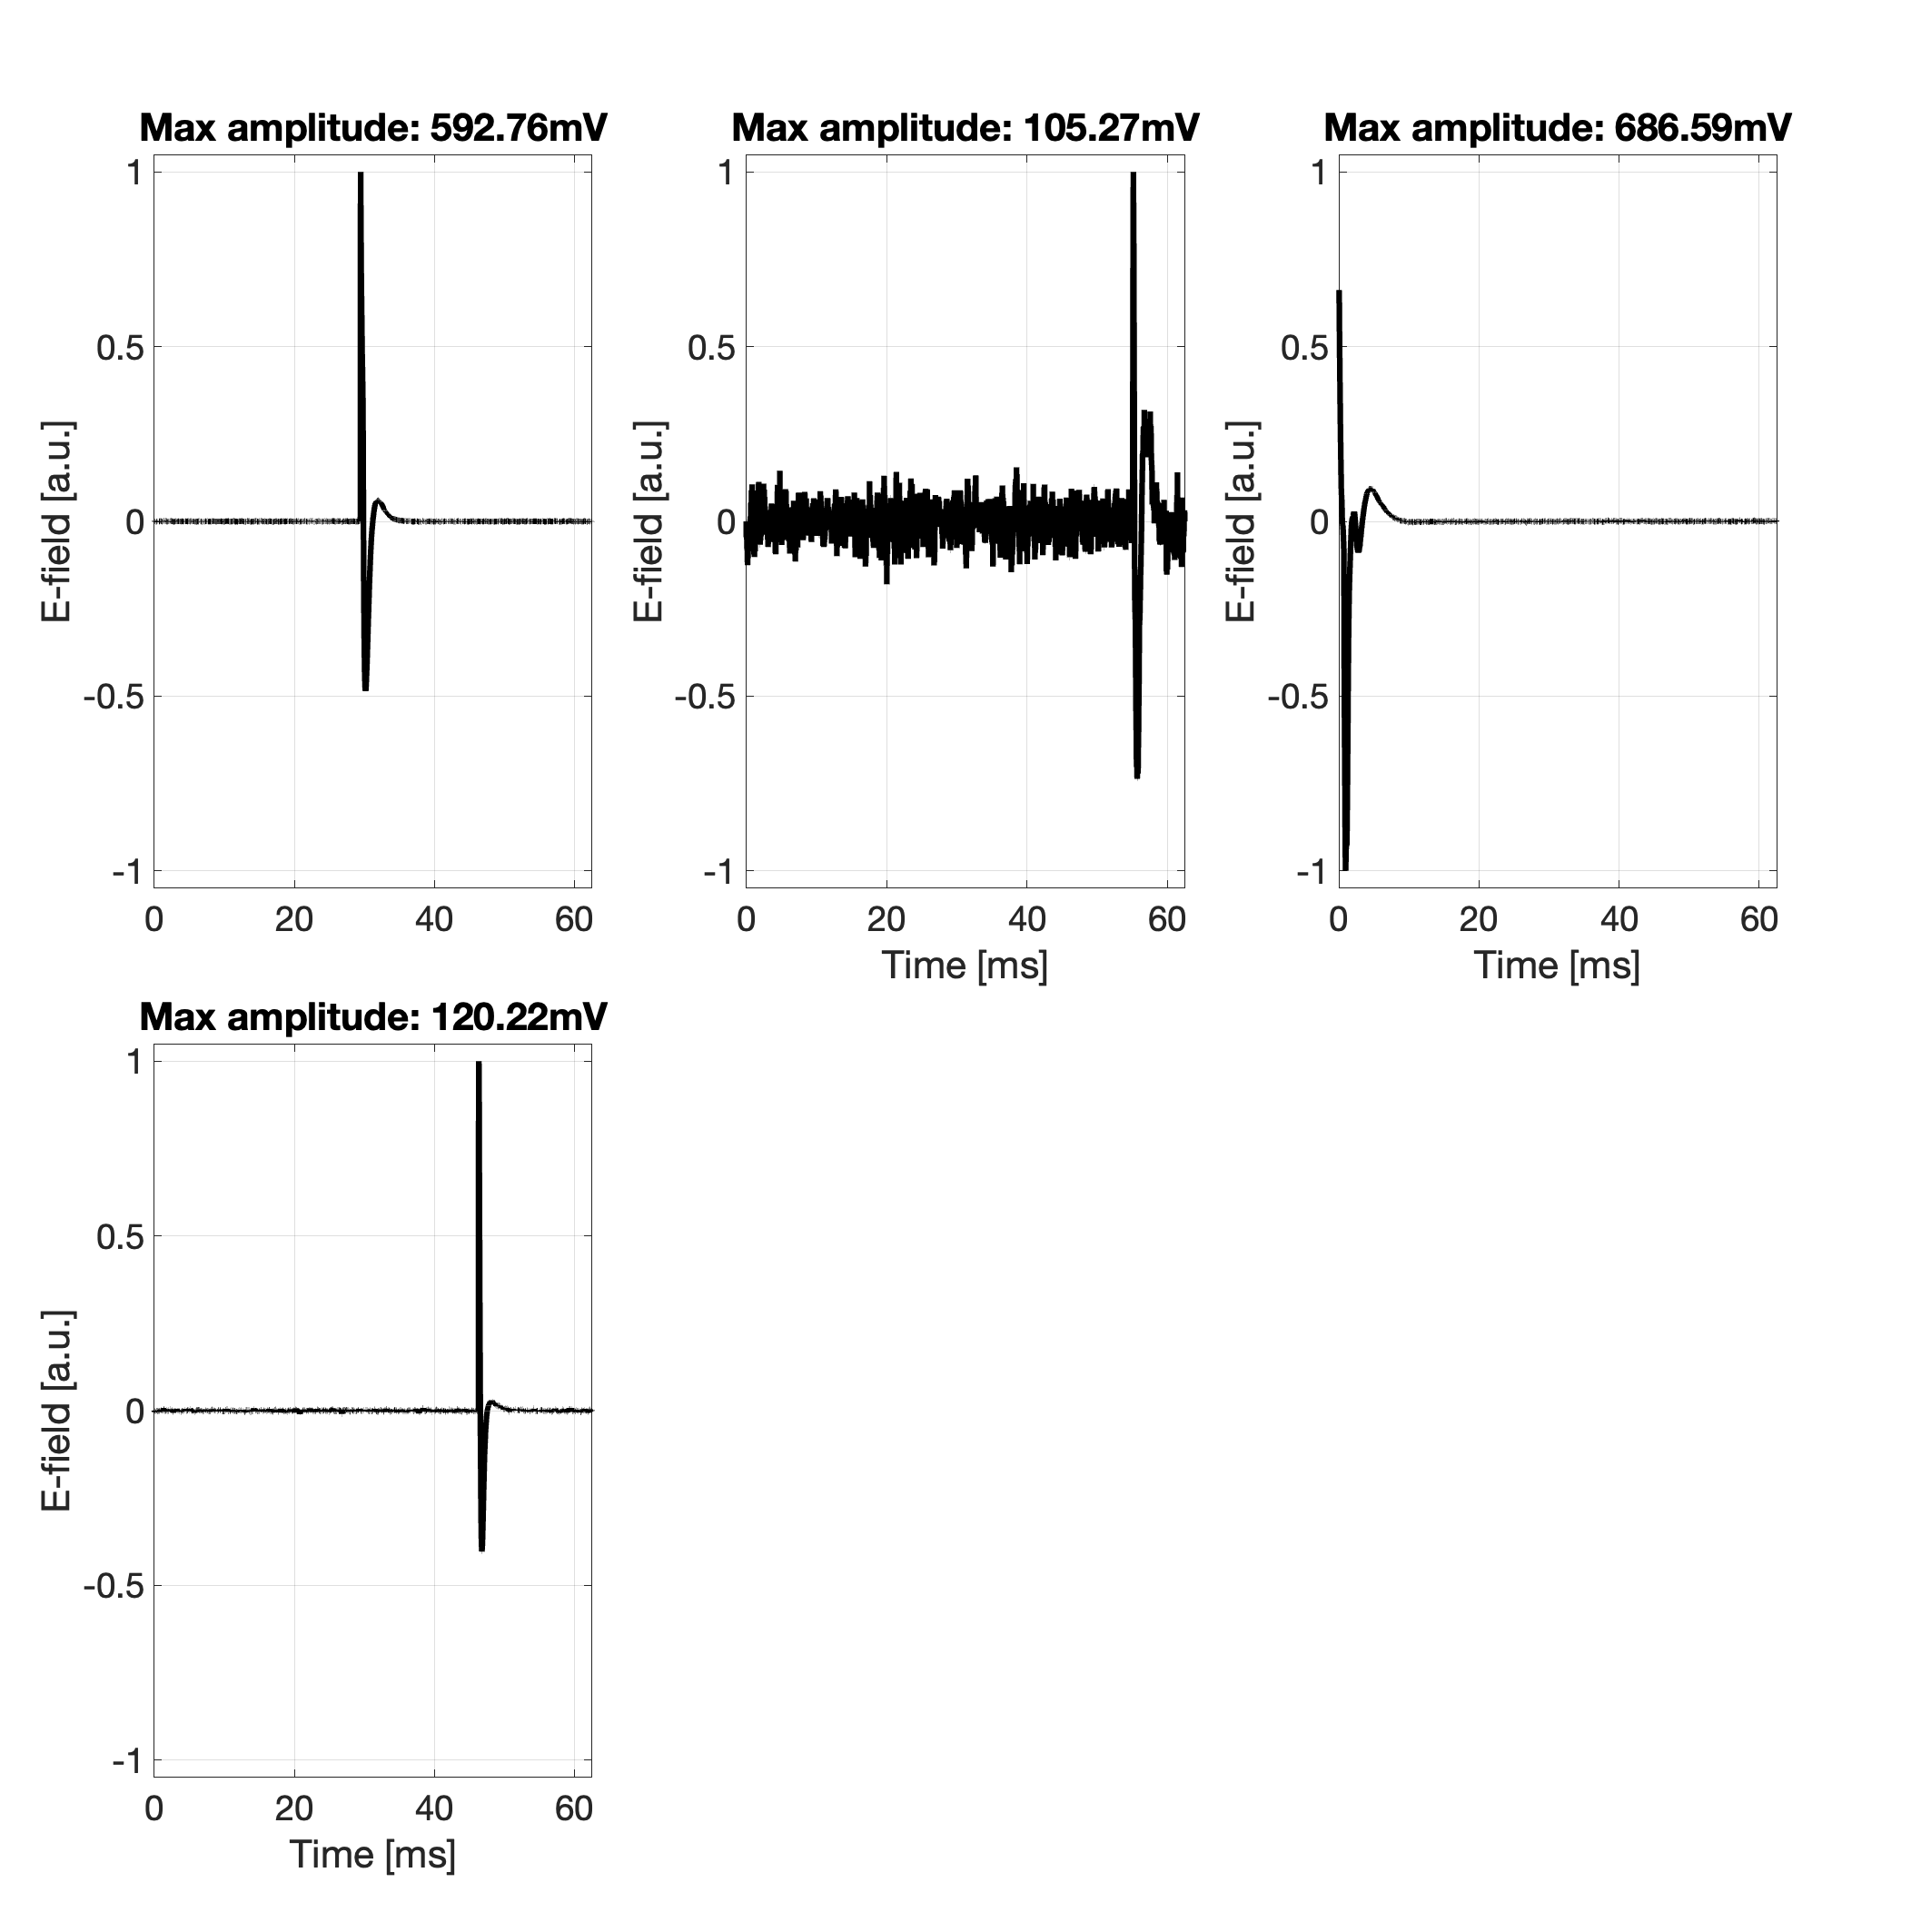 Max amplitude: 592.76mV
1
0.5
0
-0.5
-1
E-field [a.u.]
0 20 40 60
Max amplitude: 105.27mV
1
0.5
0
-0.5
-1
E-field [a.u.]
0 20 40 60
Time [ms]
Max amplitude: 686.59mV
1
0.5
0
-0.5
-1
E-field [a.u.]
0 20 40 60
Time [ms]
Max amplitude: 120.22mV
1
0.5
0
-0.5
-1
E-field [a.u.]
0 20 40 60
Time [ms]